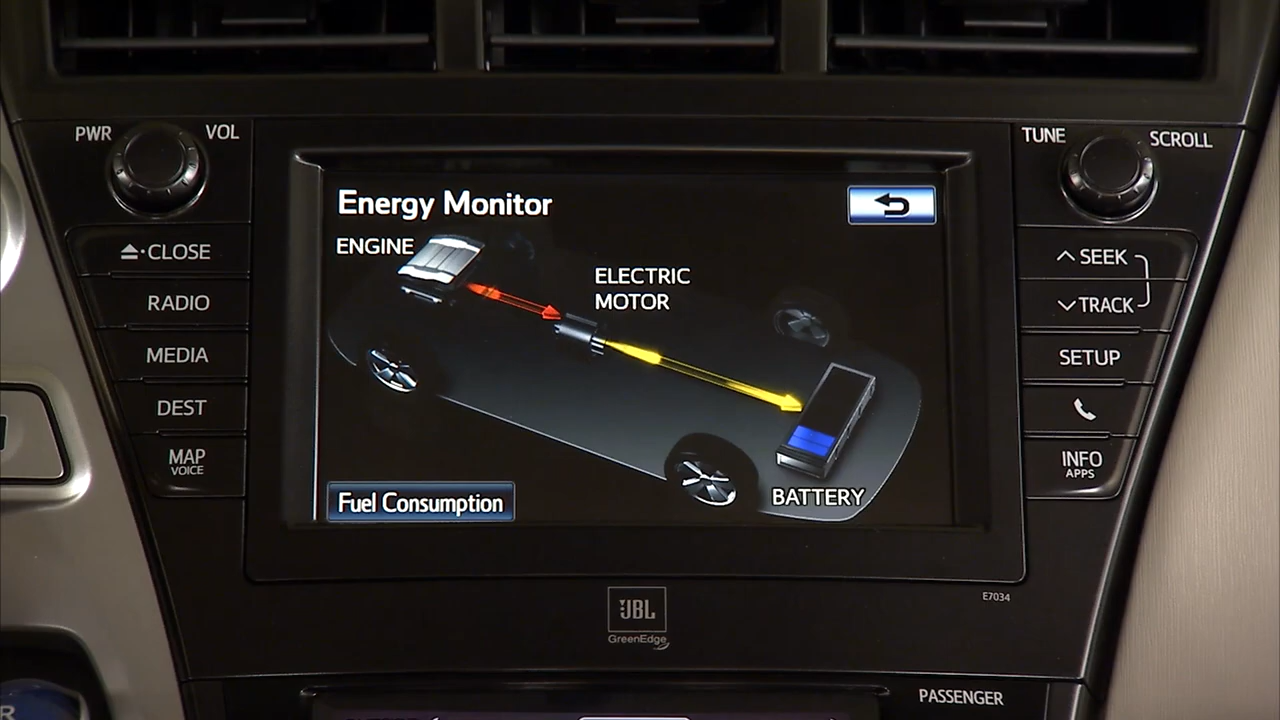 PWR
VOL
TUNE
SCROLL
CLOSE
RADIO
MEDIA
DEST
MAP
VOICE
Energy Monitor
ENGINE
ELECTRIC
MOTOR
BATTERY
Fuel Consumption
SEEK
TRACK
SETUP
INFO
APPS
E7034
JBL
GreenEdge
PASSENGER
R